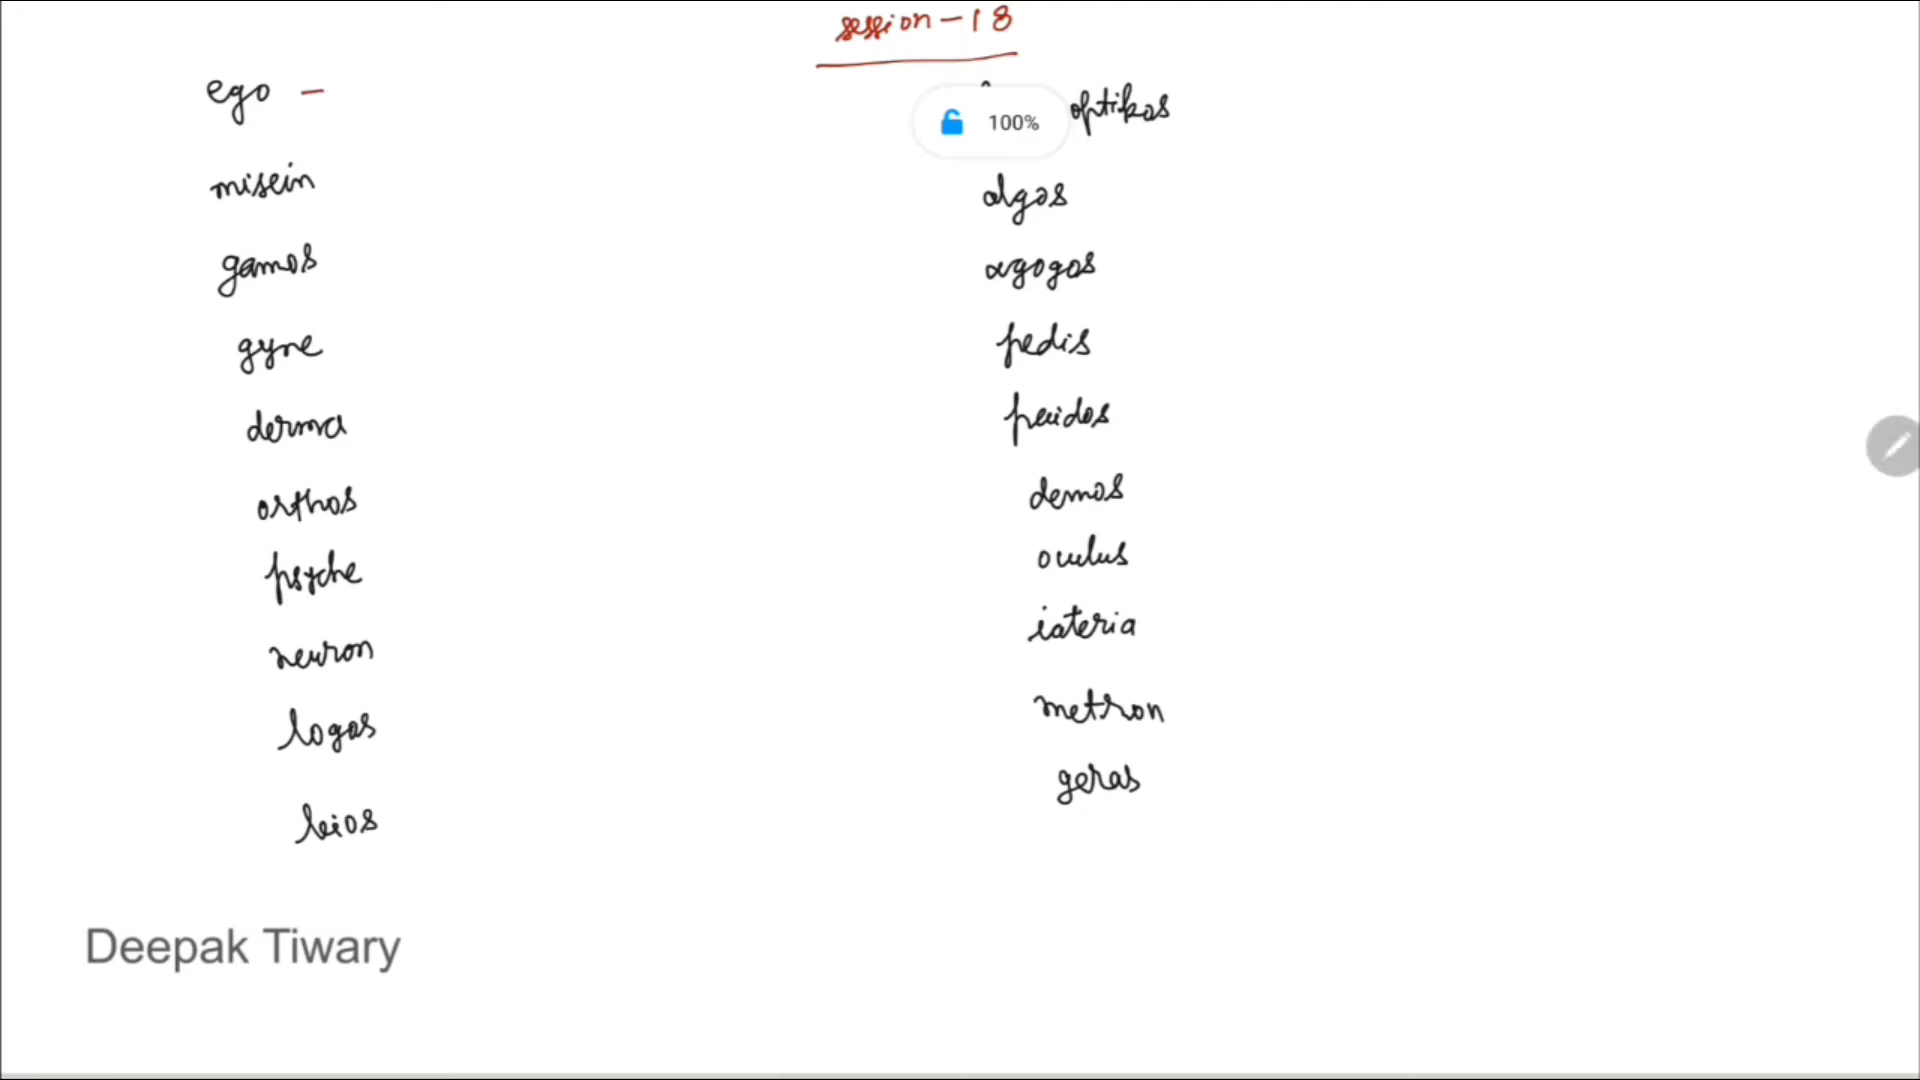 session-18
ego -
misein
gamos
gyne
derma
orthos
psyche
neuron
logos
leios
100%
optikos
algos
agogos
pedis
paidos
demos
oculus
iateria
metron
geras
Deepak Tiwary